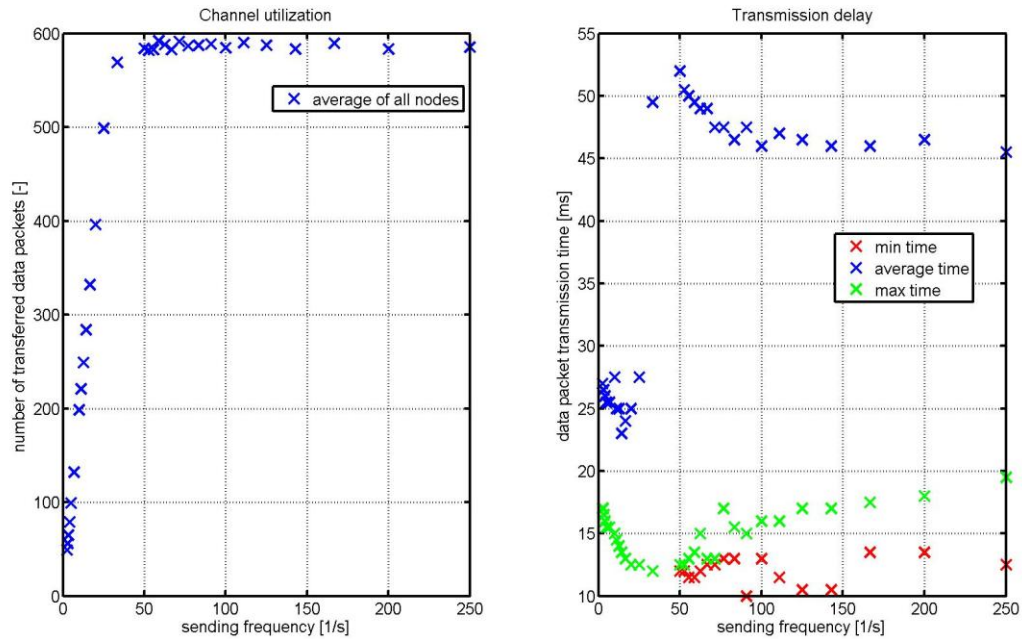 Channel utilization
600
500
400
300
200
100
0
number of transferred data packets [-]
average of all nodes
0 50 100 150 200 250
sending frequency [1/s]
Transmission delay
55
50
45
40
35
30
25
20
15
10
data packet transmission time [ms]
min time
average time
max time
0 50 100 150 200 250
sending frequency [1/s]